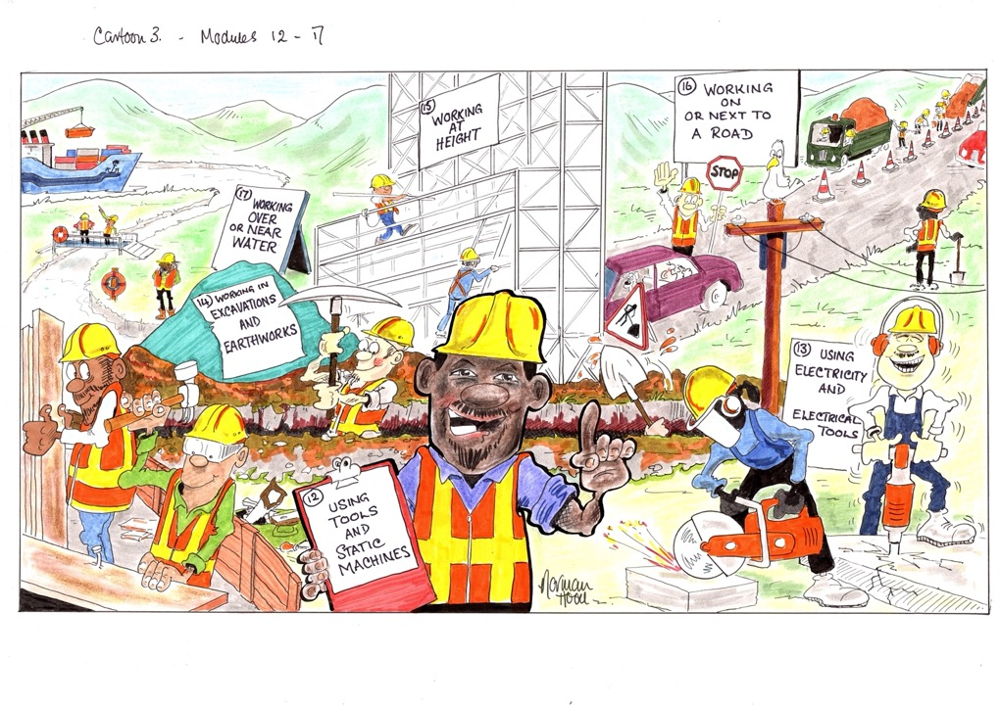 Cartoon 3. - Modules 12 - 17
15 WORKING
AT
HEIGHT
16 WORKING
ON
OR NEXT TO
A ROAD
STOP
17 WORKING
OVER
OR NEAR
WATER
14 WORKING IN
EXCAVATIONS
AND
EARTHWORKS
13 USING
ELECTRICITY
AND
ELECTRICAL
TOOLS
12
USING
TOOLS
AND
STATIC
MACHINES
Norman